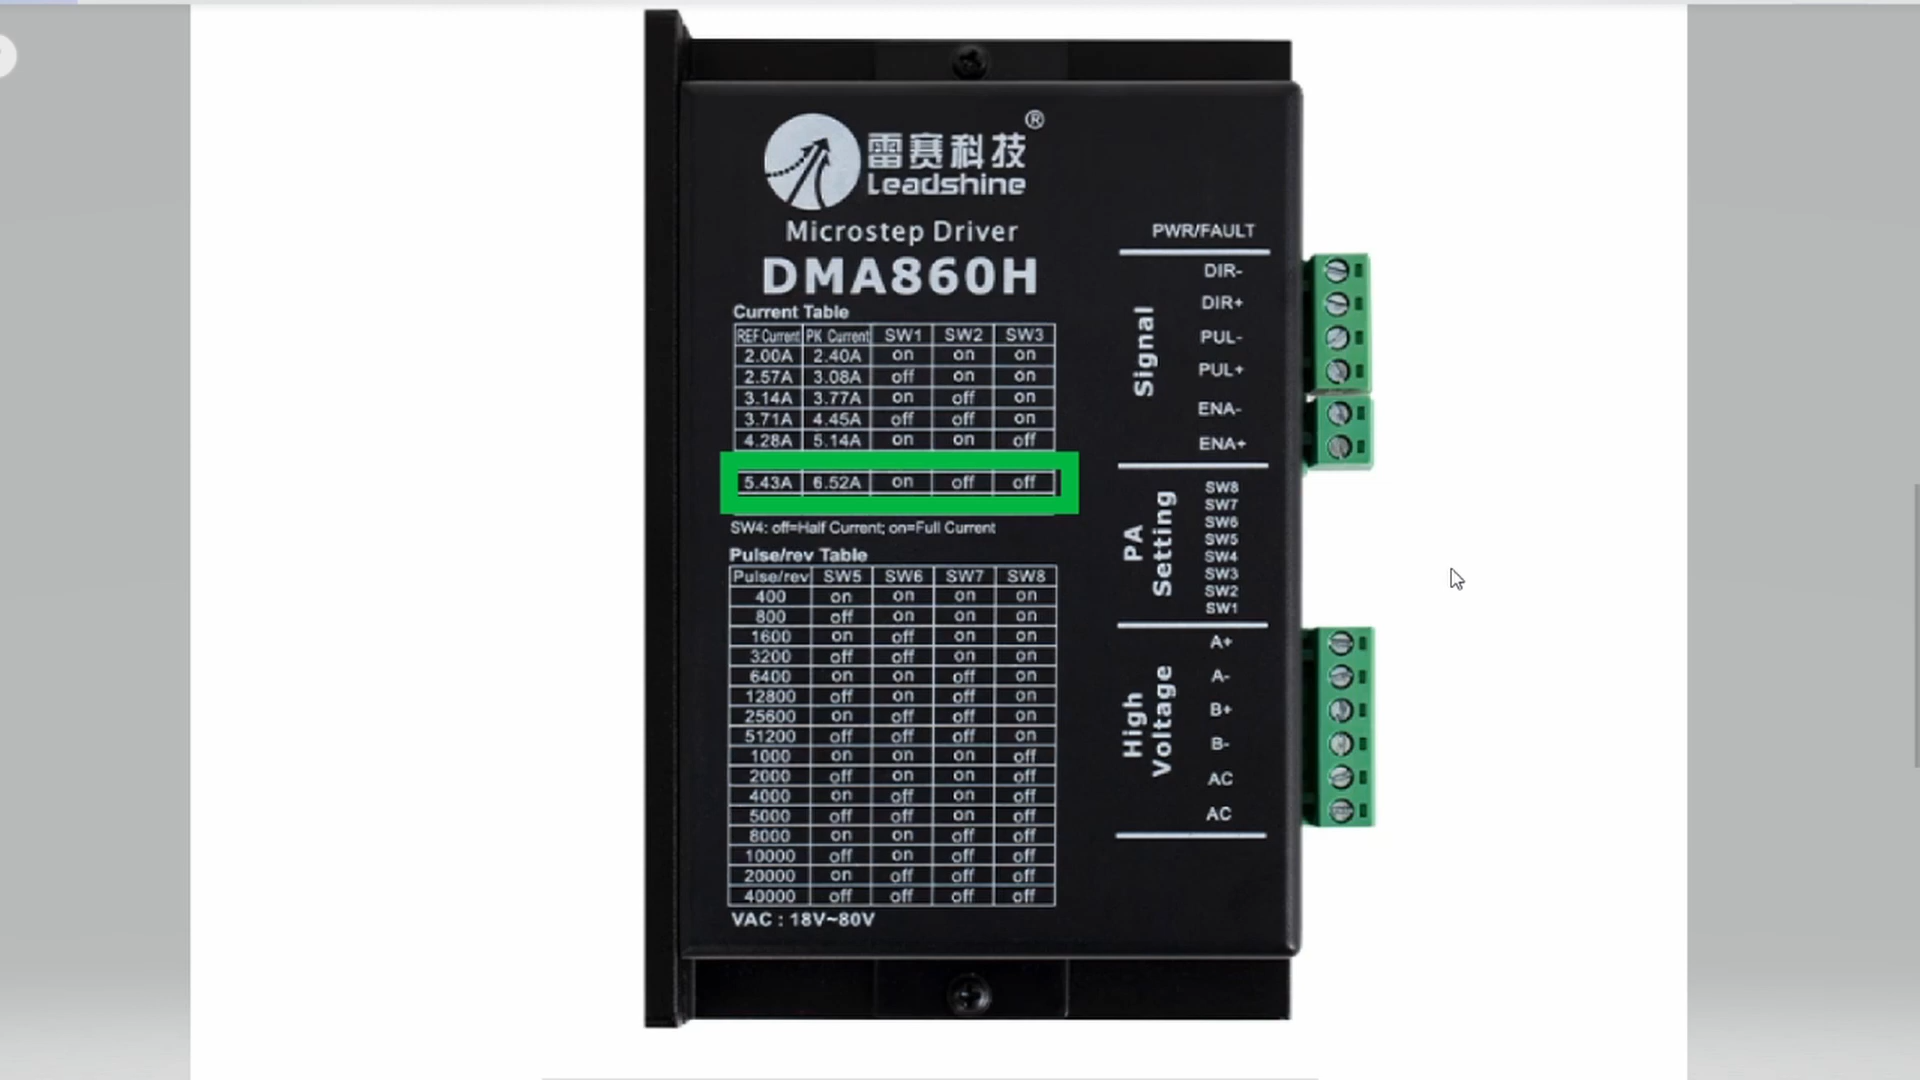 雷赛科技®
Leadshine
Microstep Driver
DMA860H
Current Table
REF Current PK Current SW1 SW2 SW3
2.00A 2.40A on on on
2.57A 3.08A off on on
3.14A 3.77A on off on
3.71A 4.45A off off on
4.28A 5.14A on on off
5.43A 6.52A on off off
SW4: off=Half Current; on=Full Current
Pulse/rev Table
Pulse/rev SW5 SW6 SW7 SW8
400 on on on on
800 off on on on
1600 on off on on
3200 off off on on
6400 on on off on
12800 off on off on
25600 on off off on
51200 off off off on
1000 on on on off
2000 off on on off
4000 on off on off
5000 off off on off
8000 on on off off
10000 off on off off
20000 on off off off
40000 off off off off
VAC : 18V~80V
PWR/FAULT
Signal
DIR-
DIR+
PUL-
PUL+
ENA-
ENA+
PA Setting
SW8
SW7
SW6
SW5
SW4
SW3
SW2
SW1
High Voltage
A+
A-
B+
B-
AC
AC